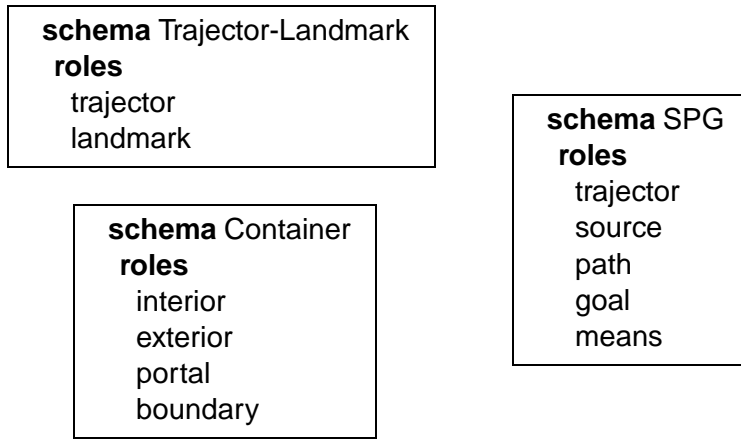 schema Trajector-Landmark
roles
trajector
landmark
schema SPG
roles
trajector
source
path
goal
means
schema Container
roles
interior
exterior
portal
boundary